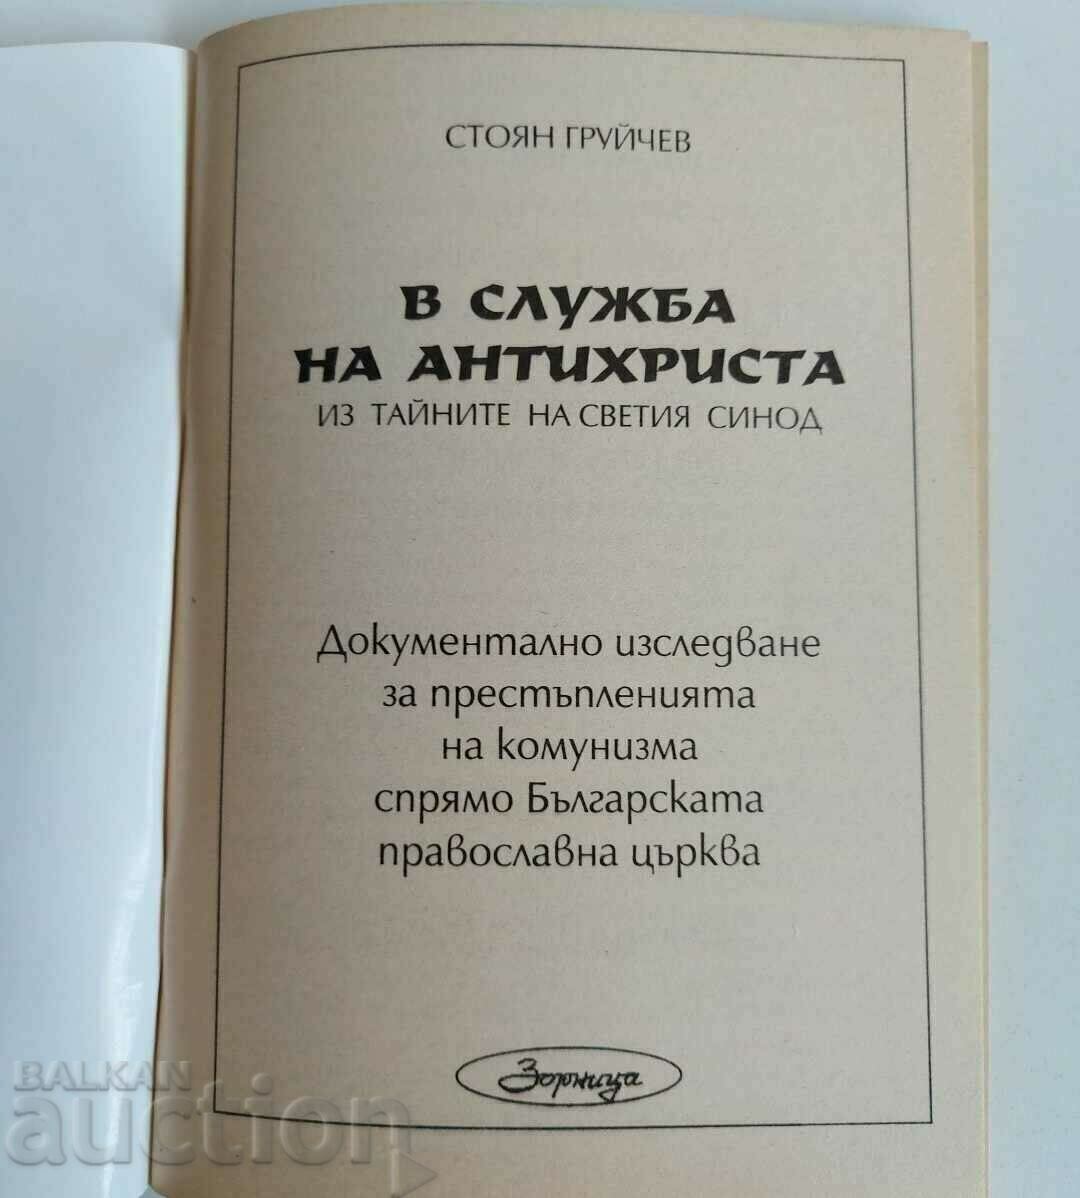 СТОЯН ГРУЙЧЕВ
В СЛУЖБА
НА АНТИХРИСТА
ИЗ ТАЙНИТЕ НА СВЕТИЯ СИНОД
Документално изследване
за престъпленията
на комунизма
спрямо Българската
православна църква
Зорница
BALKAN
auction